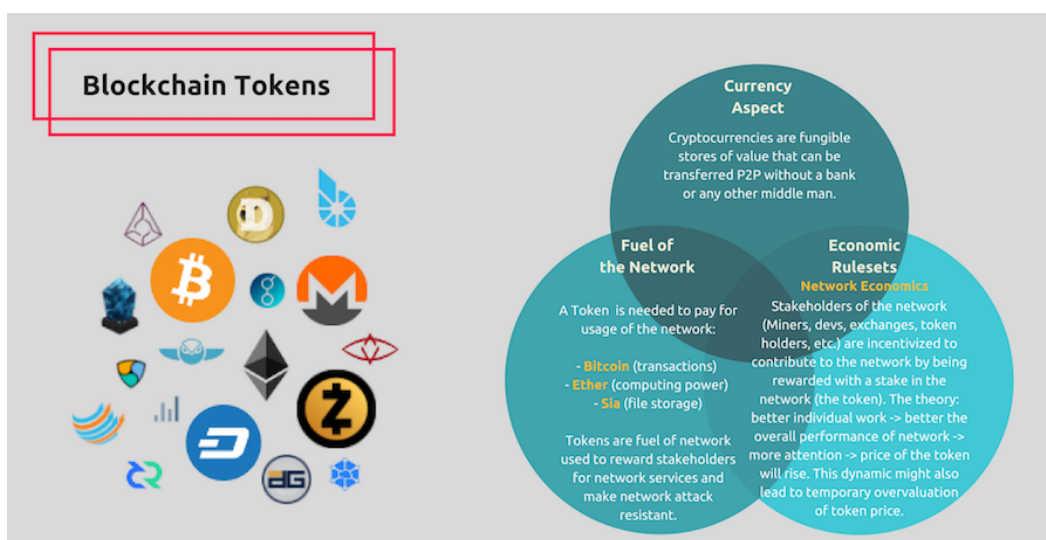 Blockchain Tokens
Currency
Aspect
Cryptocurrencies are fungible
stores of value that can be
transferred P2P without a bank
or any other middle man.
Fuel of
the Network
A Token is needed to pay for
usage of the network:
- Bitcoin (transactions)
- Ether (computing power)
- Sia (file storage)
Tokens are fuel of network
used to reward stakeholders
for network services and
make network attack
resistant.
Economic
Rulesets
Network Economics
Stakeholders of the network
(Miners, devs, exchanges, token
holders, etc.) are incentivized to
contribute to the network by being
rewarded with a stake in the
network (the token). The theory:
better individual work -> better the
overall performance of network ->
more attention -> price of the token
will rise. This dynamic might also
lead to temporary overvaluation
of token price.